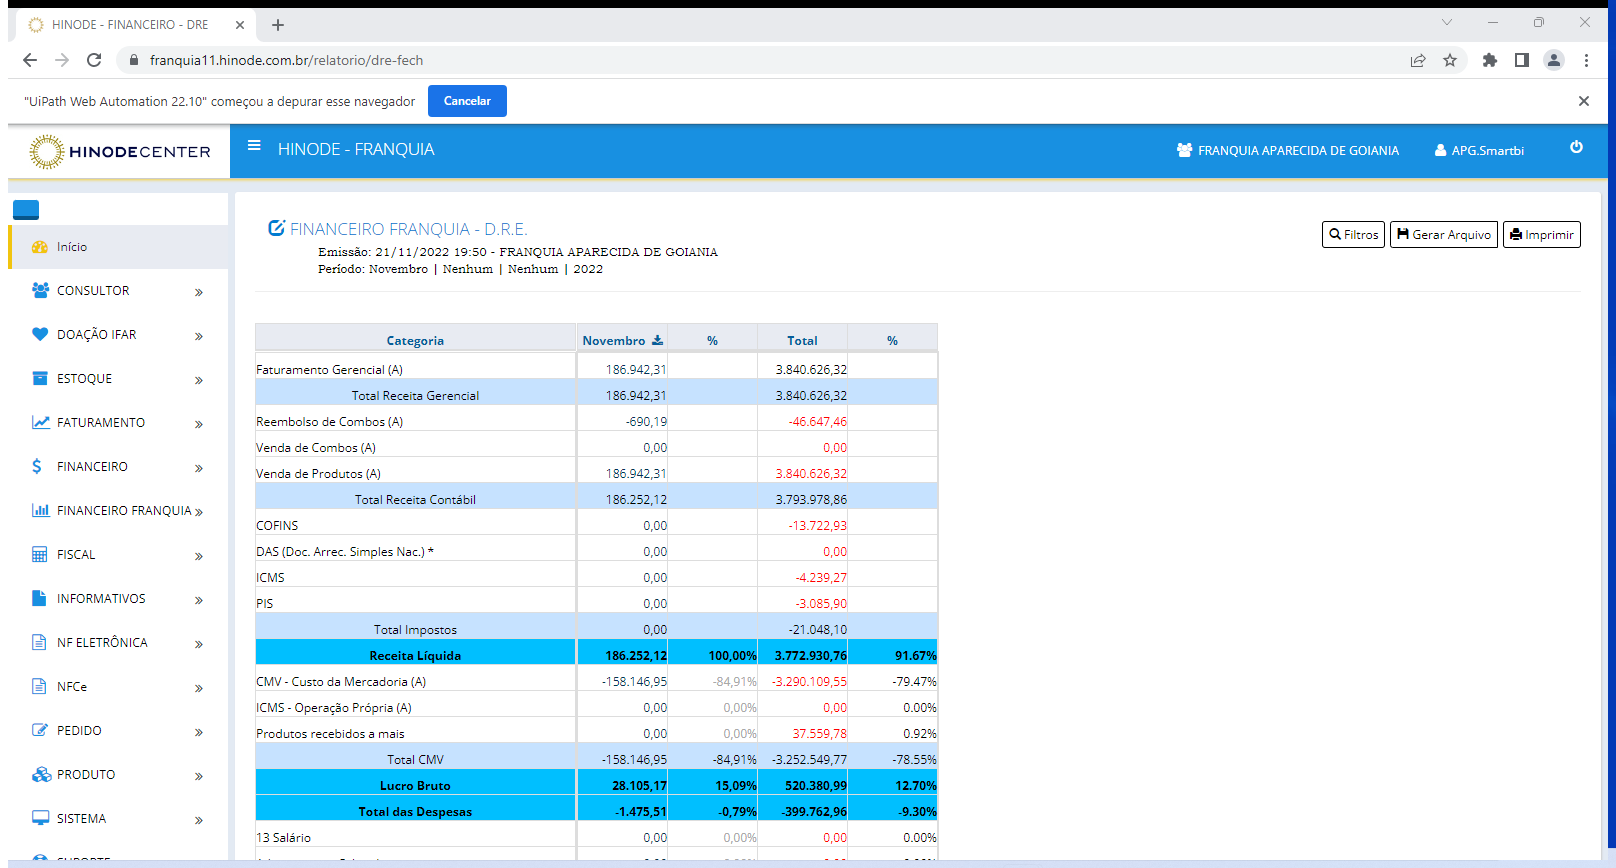 HINODE - FINANCEIRO - DRE
franquia11.hinode.com.br/relatorio/dre-fech
"UiPath Web Automation 22.10" começou a depurar esse navegador
Cancelar
HINODECENTER
HINODE - FRANQUIA
FRANQUIA APARECIDA DE GOIANIA
APG.Smartbi
Início
CONSULTOR
DOAÇÃO IFAR
ESTOQUE
FATURAMENTO
FINANCEIRO
FINANCEIRO FRANQUIA
FISCAL
INFORMATIVOS
NF ELETRÔNICA
NFCe
PEDIDO
PRODUTO
SISTEMA
FINANCEIRO FRANQUIA - D.R.E.
Emissão: 21/11/2022 19:50 - FRANQUIA APARECIDA DE GOIANIA
Período: Novembro | Nenhum | Nenhum | 2022
Filtros
Gerar Arquivo
Imprimir
Categoria Novembro % Total %
Faturamento Gerencial (A) 186.942,31 3.840.626,32
Total Receita Gerencial 186.942,31 3.840.626,32
Reembolso de Combos (A) -690,19 -46.647,46
Venda de Combos (A) 0,00 0,00
Venda de Produtos (A) 186.942,31 3.840.626,32
Total Receita Contábil 186.252,12 3.793.978,86
COFINS 0,00 -13.722,93
DAS (Doc. Arrec. Simples Nac.) * 0,00 0,00
ICMS 0,00 -4.239,27
PIS 0,00 -3.085,90
Total Impostos 0,00 -21.048,10
Receita Líquida 186.252,12 100,00% 3.772.930,76 91.67%
CMV - Custo da Mercadoria (A) -158.146,95 -84,91% -3.290.109,55 -79.47%
ICMS - Operação Própria (A) 0,00 0,00% 0,00 0.00%
Produtos recebidos a mais 0,00 0,00% 37.559,78 0.92%
Total CMV -158.146,95 -84,91% -3.252.549,77 -78.55%
Lucro Bruto 28.105,17 15,09% 520.380,99 12.70%
Total das Despesas -1.475,51 -0,79% -399.762,96 -9.30%
13 Salário 0,00 0,00% 0,00 0.00%